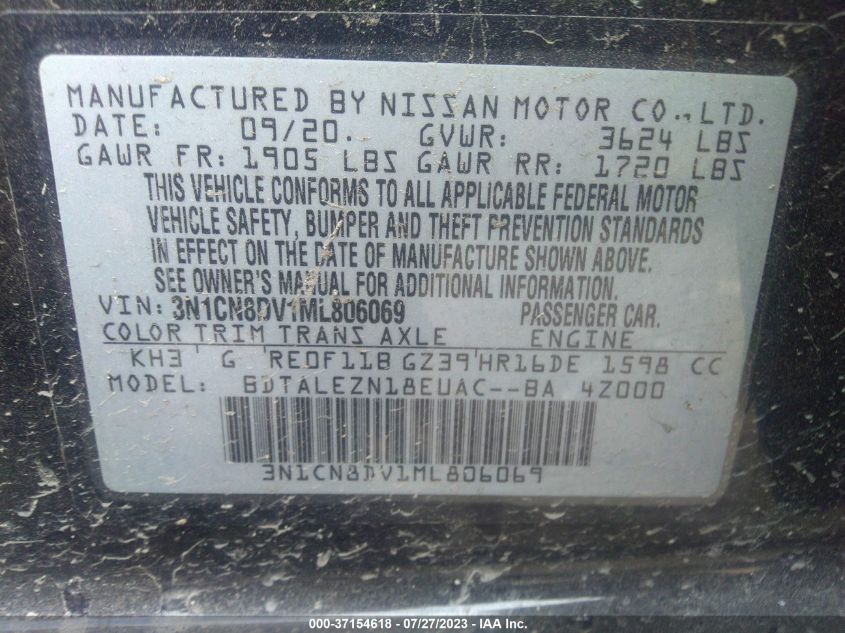 MANUFACTURED BY NISSAN MOTOR CO., LTD.
DATE: 09/20. GVWR: 3624 LBS
GAWR FR: 1905 LBS GAWR RR: 1720 LBS
THIS VEHICLE CONFORMS TO ALL APPLICABLE FEDERAL MOTOR
VEHICLE SAFETY, BUMPER AND THEFT PREVENTION STANDARDS
IN EFFECT ON THE DATE OF MANUFACTURE SHOWN ABOVE.
SEE OWNER'S MANUAL FOR ADDITIONAL INFORMATION.
VIN: 3N1CN8DV1ML806069 PASSENGER CAR.
COLOR TRIM TRANS AXLE ENGINE
KH3 G RE0F11B GZ39 HR16DE 1598 CC
MODEL: BDTALEZN18EUAC--BA 4Z000
3N1CN8DV1ML806069
000-37154618 - 07/27/2023 - IAA Inc.